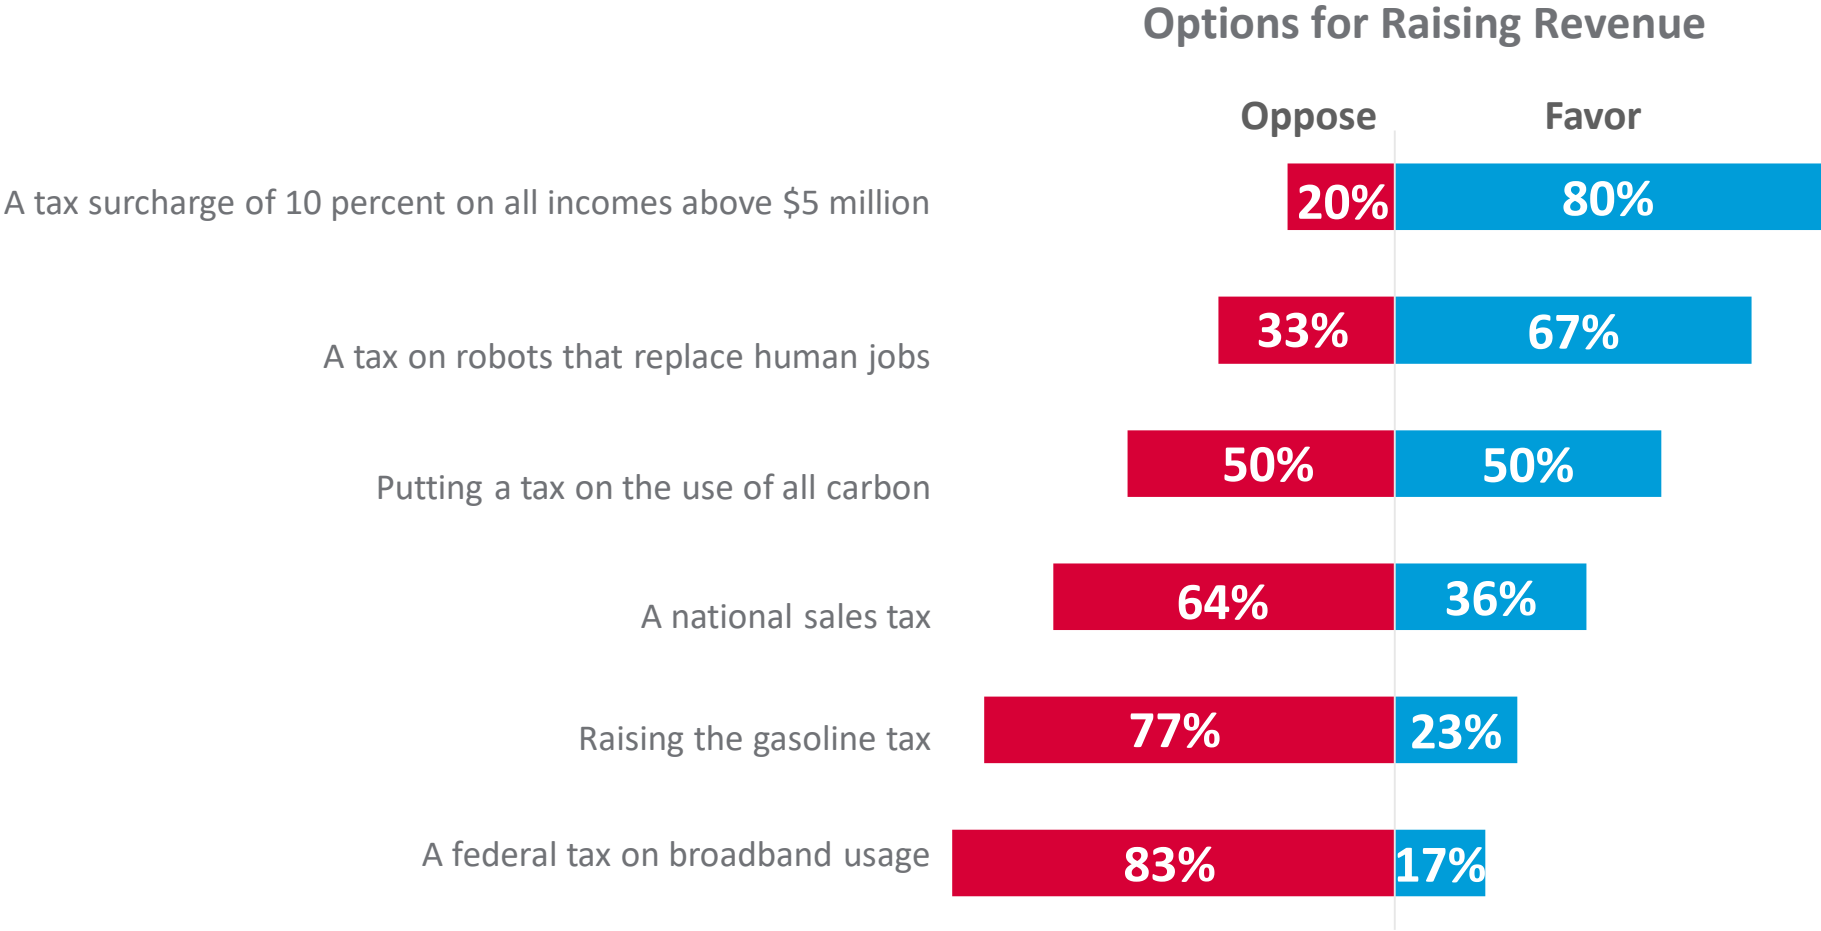 Options for Raising Revenue
Oppose Favor
A tax surcharge of 10 percent on all incomes above $5 million 20% 80%
A tax on robots that replace human jobs 33% 67%
Putting a tax on the use of all carbon 50% 50%
A national sales tax 64% 36%
Raising the gasoline tax 77% 23%
A federal tax on broadband usage 83% 17%